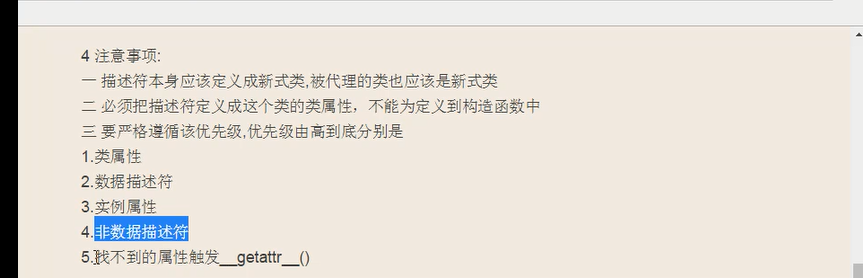 4 注意事项:
一 描述符本身应该定义成新式类,被代理的类也应该是新式类
二 必须把描述符定义成这个类的类属性，不能为定义到构造函数中
三 要严格遵循该优先级,优先级由高到底分别是
1.类属性
2.数据描述符
3.实例属性
4.非数据描述符
5.找不到的属性触发__getattr__()